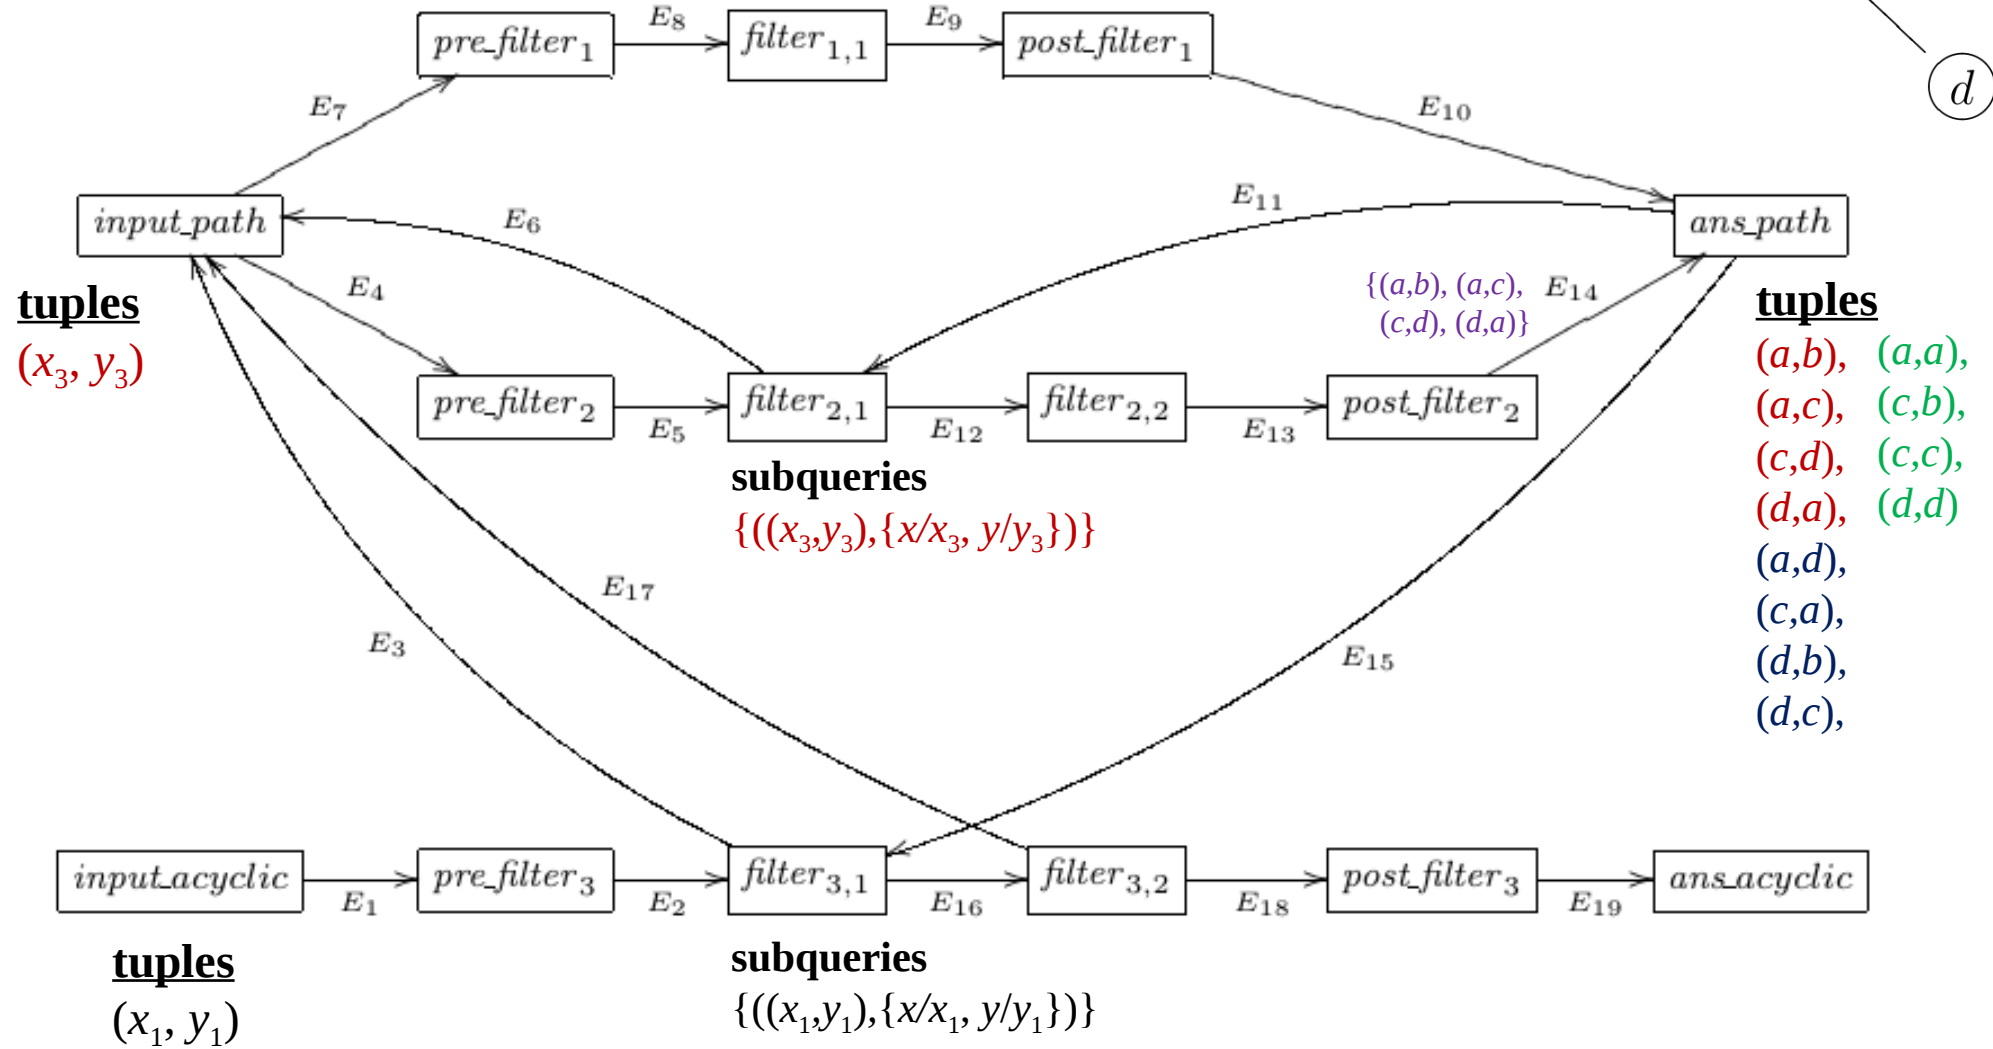 E8 E9
pre_filter1 filter1,1 post_filter1
d
E7 E10
E11
input_path E6 ans_path
E4 {(a,b), (a,c), E14
(c,d), (d,a)}
tuples tuples
(x3, y3) (a,b), (a,a),
pre_filter2 filter2,1 filter2,2 post_filter2 (a,c), (c,b),
E5 E12 E13
subqueries (c,d), (c,c),
{((x3,y3),{x/x3, y/y3})} (d,a), (d,d)
(a,d),
E17 (c,a),
E3 E15 (d,b),
(d,c),
input_acyclic pre_filter3 filter3,1 filter3,2 post_filter3 ans_acyclic
E1 E2 E16 E18 E19
tuples subqueries
(x1, y1) {((x1,y1),{x/x1, y/y1})}